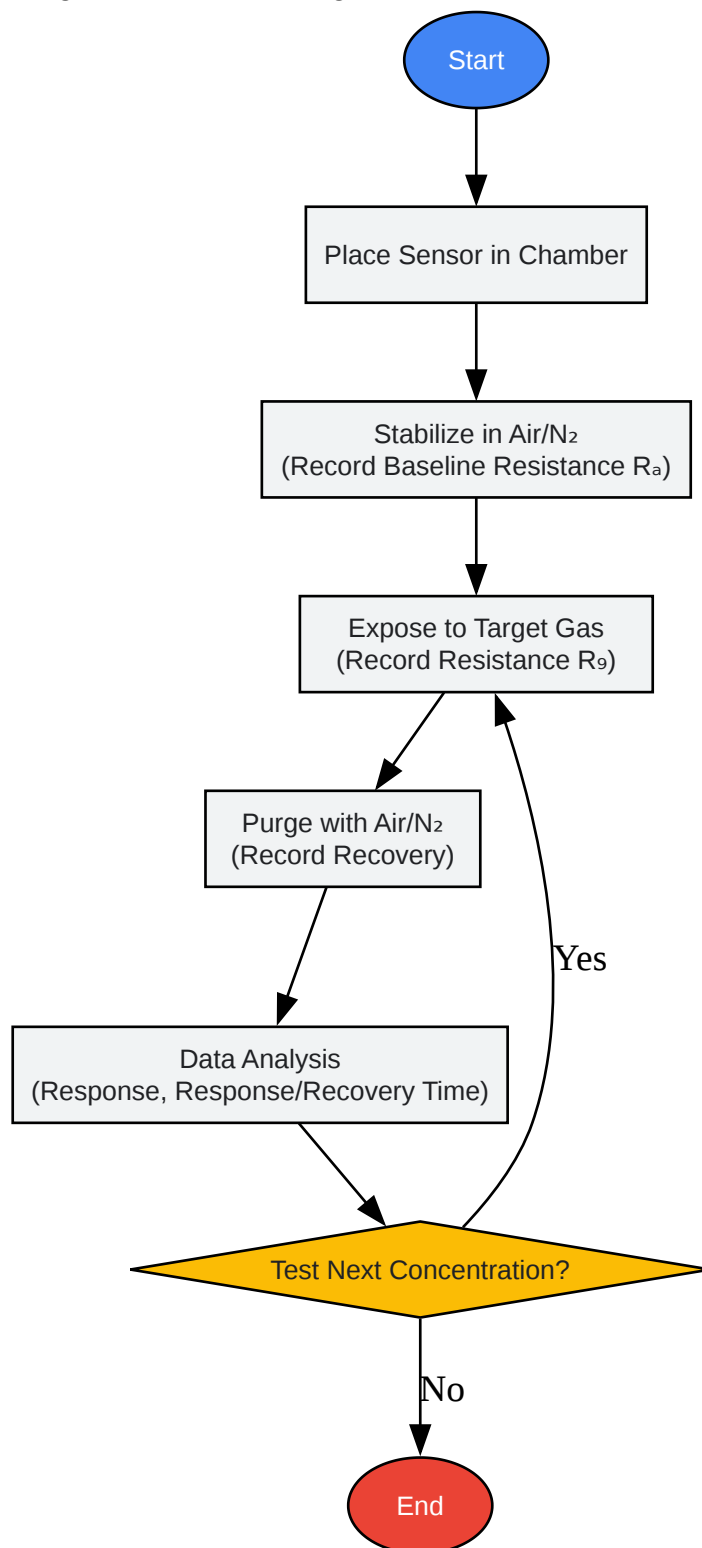 Start
Place Sensor in Chamber
Stabilize in Air/N₂
(Record Baseline Resistance Rₐ)
Expose to Target Gas
(Record Resistance R₉)
Purge with Air/N₂
(Record Recovery)
Yes
Data Analysis
(Response, Response/Recovery Time)
Test Next Concentration?
No
End